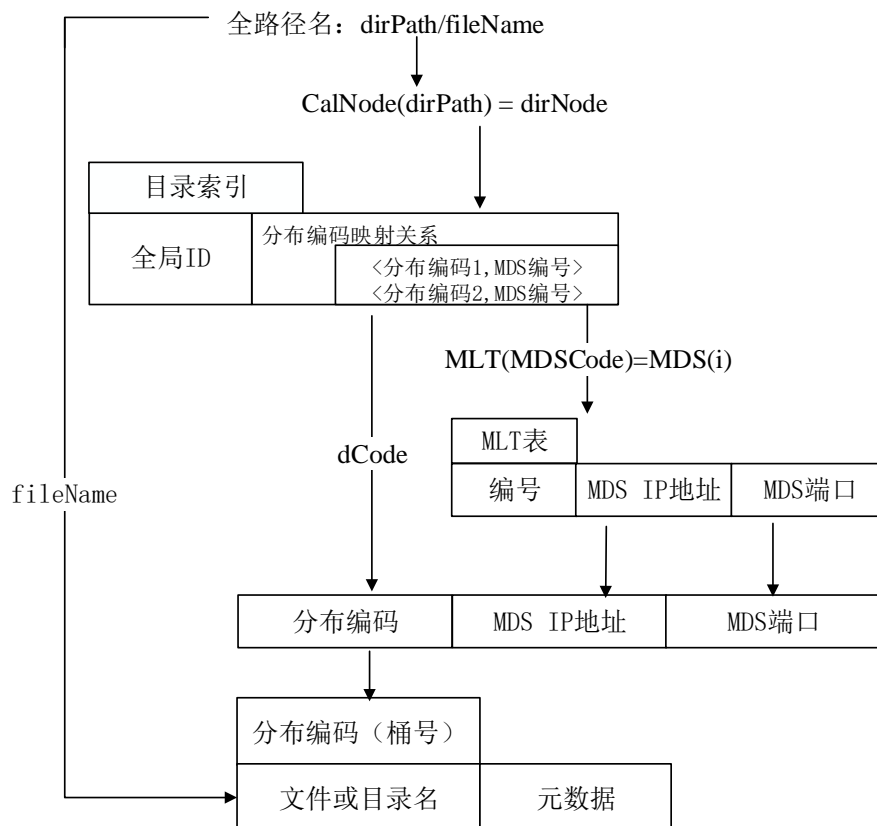 全路径名：dirPath/fileName
CalNode(dirPath) = dirNode
目录索引
全局ID
分布编码映射关系
<分布编码1,MDS编号>
<分布编码2,MDS编号>
MLT(MDSCode)=MDS(i)
dCode
MLT表
编号
MDS IP地址
MDS端口
fileName
分布编码
MDS IP地址
MDS端口
分布编码（桶号）
文件或目录名
元数据